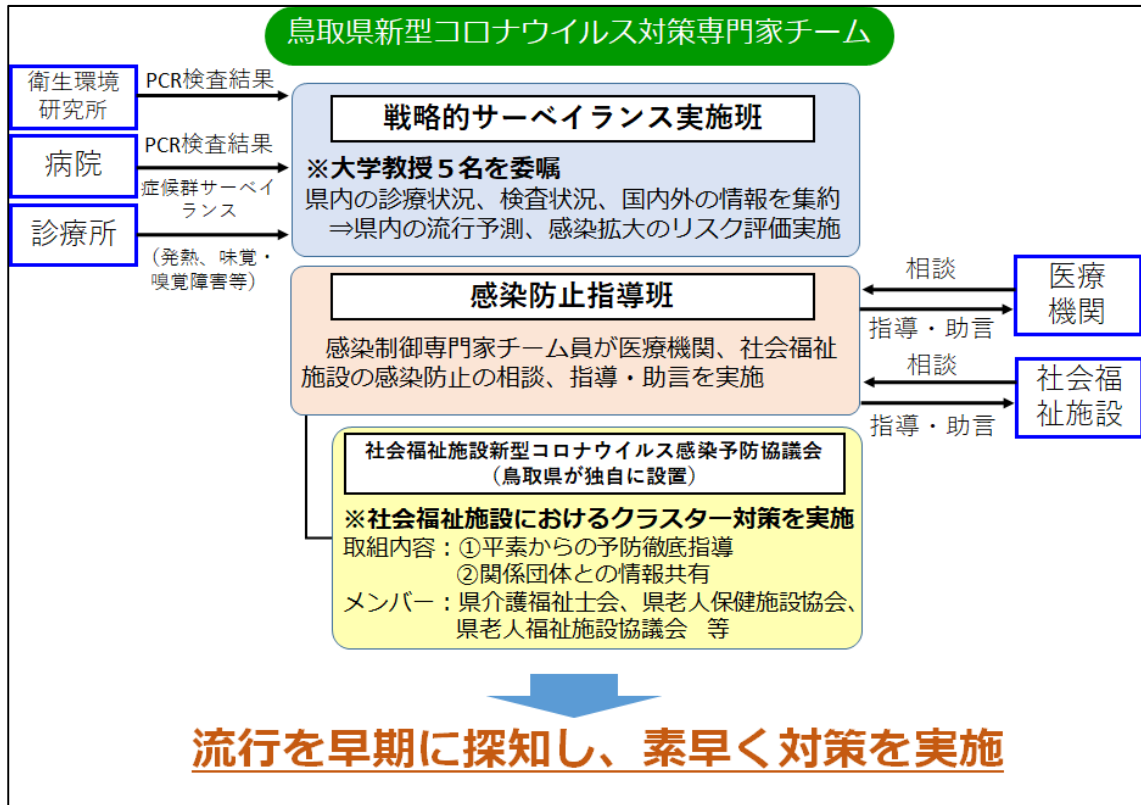 鳥取県新型コロナウイルス対策専門家チーム
衛生環境
研究所
PCR検査結果
病院
PCR検査結果
症候群サーベイ
ランス
診療所
(発熱、味覚・
嗅覚障害等)
戦略的サーベイランス実施班
※大学教授５名を委嘱
県内の診療状況、検査状況、国内外の情報を集約
⇒県内の流行予測、感染拡大のリスク評価実施
感染防止指導班
感染制御専門家チーム員が医療機関、社会福祉
施設の感染防止の相談、指導・助言を実施
相談
指導・助言
医療
機関
相談
指導・助言
社会福
祉施設
社会福祉施設新型コロナウイルス感染予防協議会
(鳥取県が独自に設置)
※社会福祉施設におけるクラスター対策を実施
取組内容：①平素からの予防徹底指導
②関係団体との情報共有
メンバー：県介護福祉士会、県老人保健施設協会、
県老人福祉施設協議会　等
流行を早期に探知し、素早く対策を実施